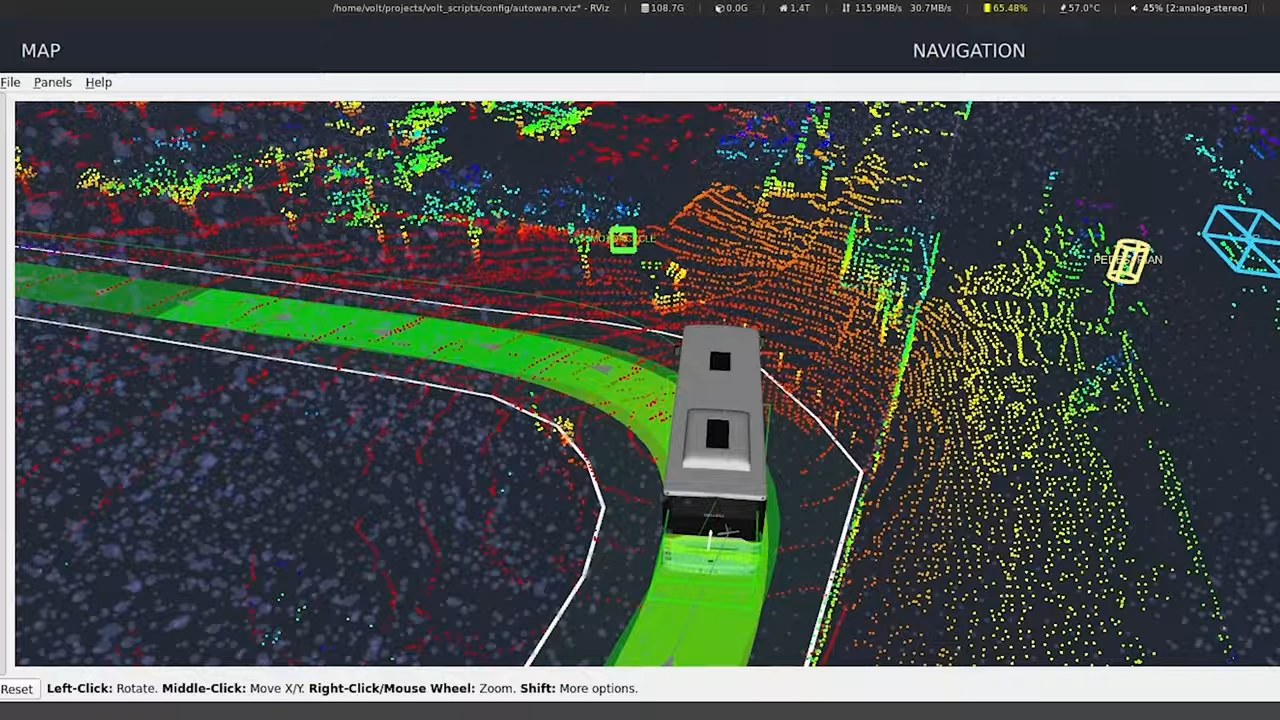 /home/volt/projects/volt_scripts/config/autoware.rviz* - RViz 108.7G 0.0G 1,4T 115.9MB/s 30.7MB/s 65.48% 57.0°C 45% [2:analog-stereo]
MAP NAVIGATION
File Panels Help
MOTORCYCLE
PEDESTRIAN
Reset Left-Click: Rotate. Middle-Click: Move X/Y. Right-Click/Mouse Wheel: Zoom. Shift: More options.